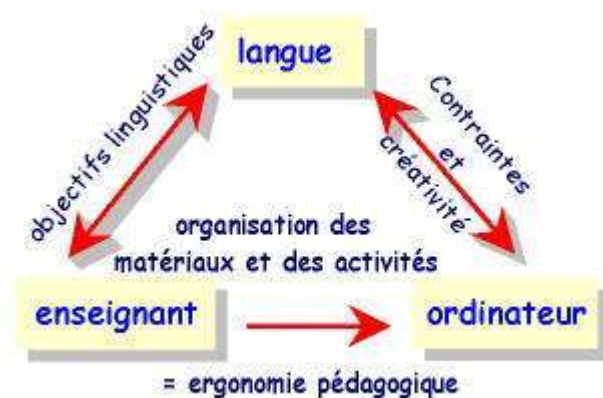 langue
objectifs linguistiques
Contraintes
et
créativité
organisation des
matériaux et des activités
enseignant
ordinateur
= ergonomie pédagogique